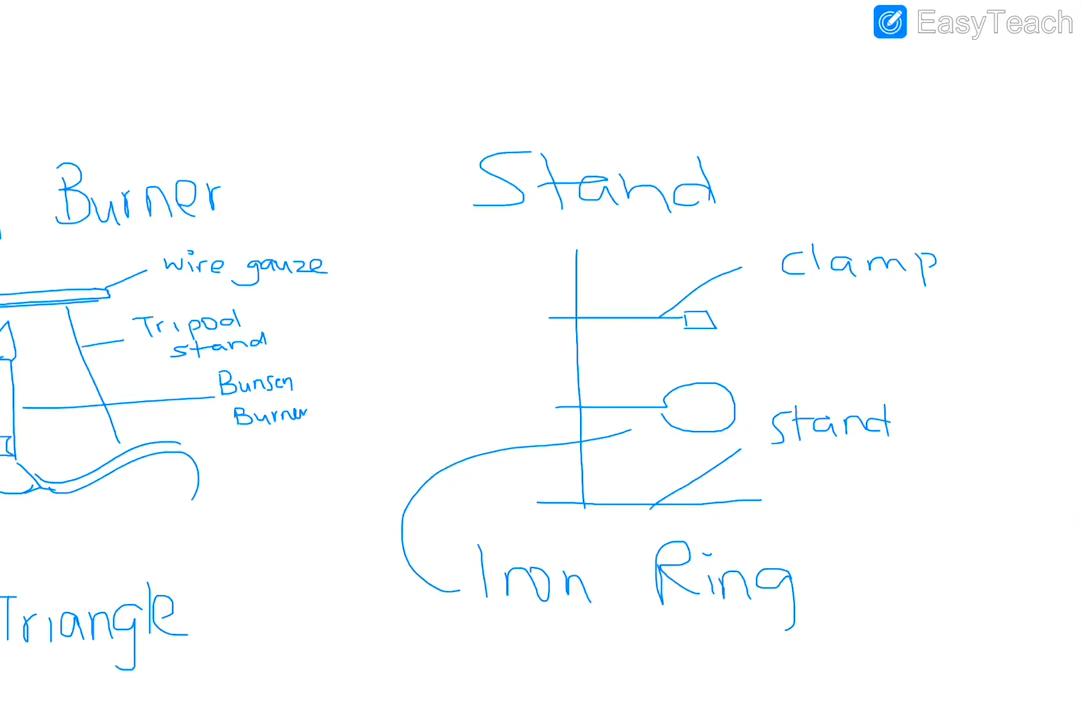 EasyTeach
Burner
Stand
wire gauze
clamp
Tripod
stand
Bunsen
Burner
stand
Iron Ring
Triangle